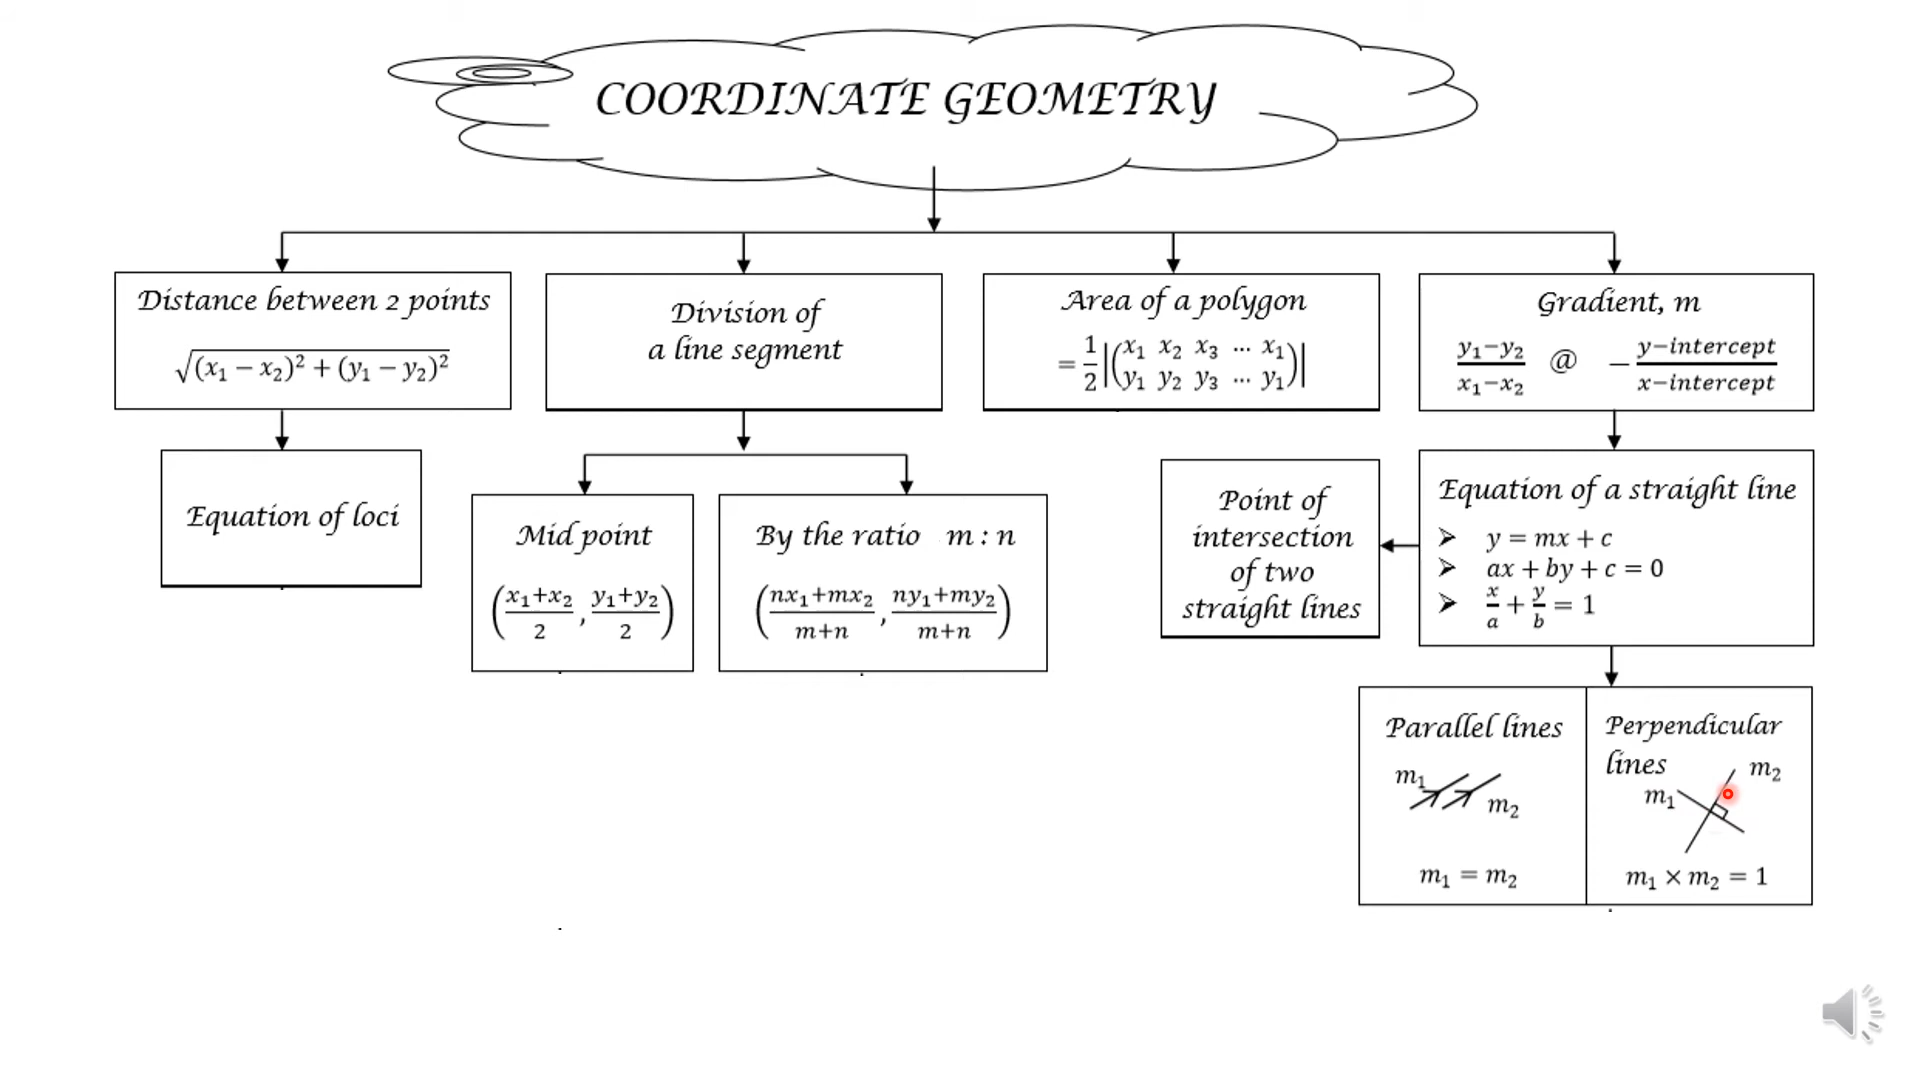 COORDINATE GEOMETRY
Distance between 2 points
√((x₁ − x₂)² + (y₁ − y₂)²)
Division of
a line segment
Area of a polygon
= 1/2 |(x₁ x₂ x₃ ... x₁
y₁ y₂ y₃ ... y₁)|
Gradient, m
(y₁−y₂)/(x₁−x₂) @ − (y−intercept)/(x−intercept)
Equation of loci
Mid point
((x₁+x₂)/2 , (y₁+y₂)/2)
By the ratio m : n
((nx₁+mx₂)/(m+n) , (ny₁+my₂)/(m+n))
Point of
intersection
of two
straight lines
Equation of a straight line
➤ y = mx + c
➤ ax + by + c = 0
➤ x/a + y/b = 1
Parallel lines
m₁
m₂
m₁ = m₂
Perpendicular
lines
m₂
m₁
m₁ × m₂ = 1